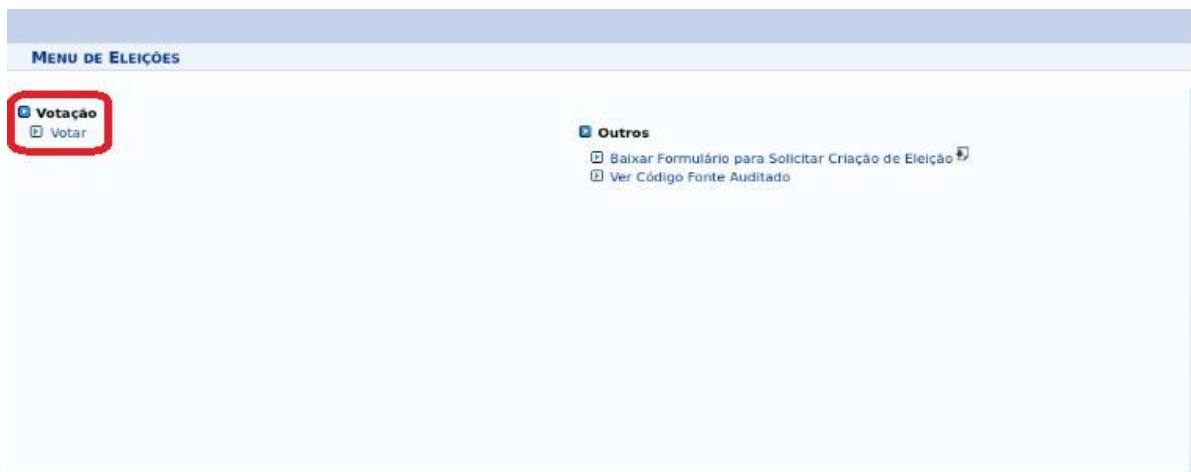 MENU DE ELEIÇÕES
Votação
Votar
Outros
Baixar Formulário para Solicitar Criação de Eleição
Ver Código Fonte Auditado